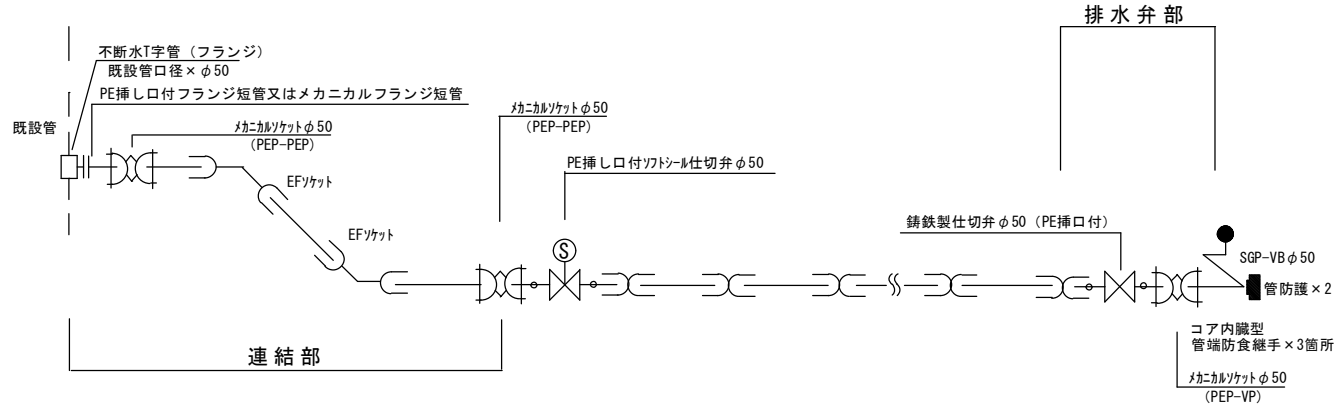 排水弁部
不断水T字管（フランジ）
既設管口径×φ50
PE挿し口付フランジ短管又はメカニカルフランジ短管
既設管
ﾒｶﾆｶﾙｿｹｯﾄφ50
(PEP-PEP)
ﾒｶﾆｶﾙｿｹｯﾄφ50
(PEP-PEP)
PE挿し口付ｿﾌﾄｼｰﾙ仕切弁φ50
EFｿｹｯﾄ
EFｿｹｯﾄ
S
鋳鉄製仕切弁φ50（PE挿口付）
SGP-VBφ50
管防護×2
コア内臓型
管端防食継手×3箇所
ﾒｶﾆｶﾙｿｹｯﾄφ50
(PEP-VP)
連結部